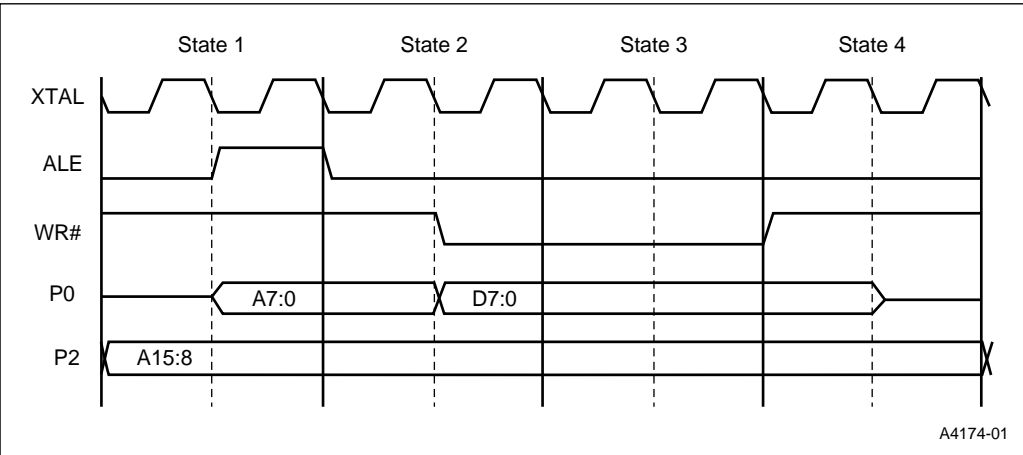 State 1 State 2 State 3 State 4
XTAL
ALE
WR#
P0 A7:0 D7:0
P2 A15:8
A4174-01